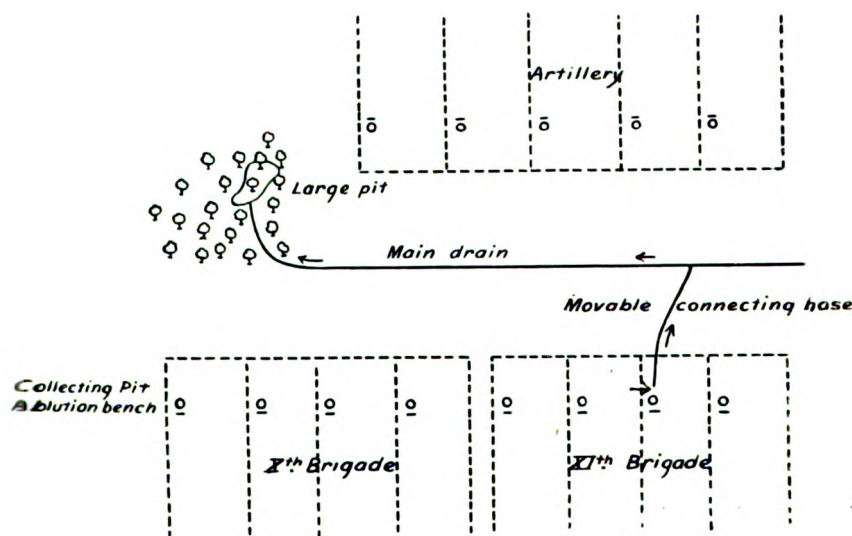 Artillery
Large pit
Main drain
Movable connecting hose
Collecting Pit
Ablution bench
Xth Brigade
XIth Brigade